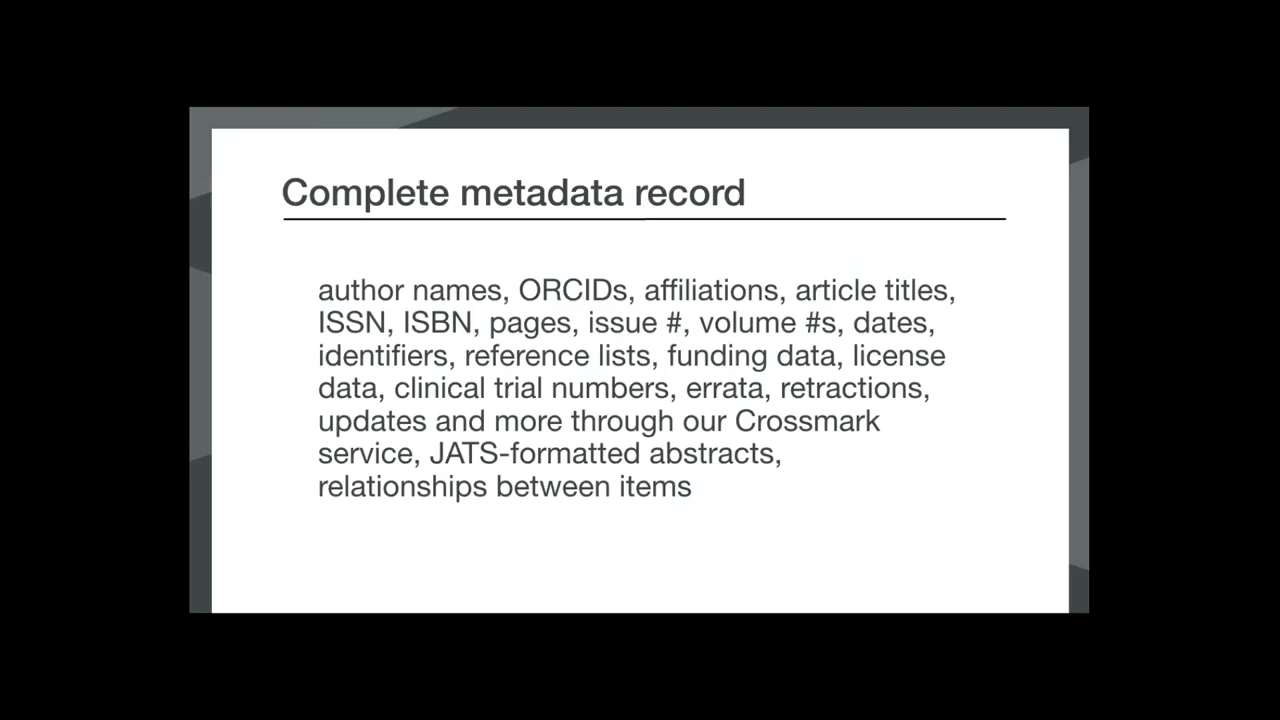 Complete metadata record
author names, ORCIDs, affiliations, article titles,
ISSN, ISBN, pages, issue #, volume #s, dates,
identifiers, reference lists, funding data, license
data, clinical trial numbers, errata, retractions,
updates and more through our Crossmark
service, JATS-formatted abstracts,
relationships between items